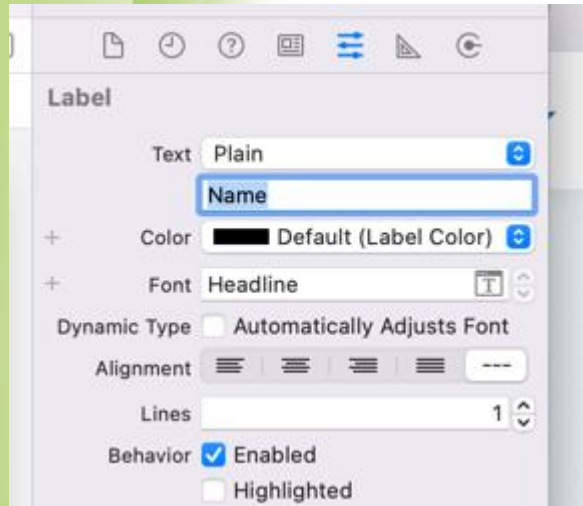 Label
Text Plain
Name
+ Color Default (Label Color)
+ Font Headline T
Dynamic Type Automatically Adjusts Font
Alignment ---
Lines 1
Behavior Enabled
Highlighted